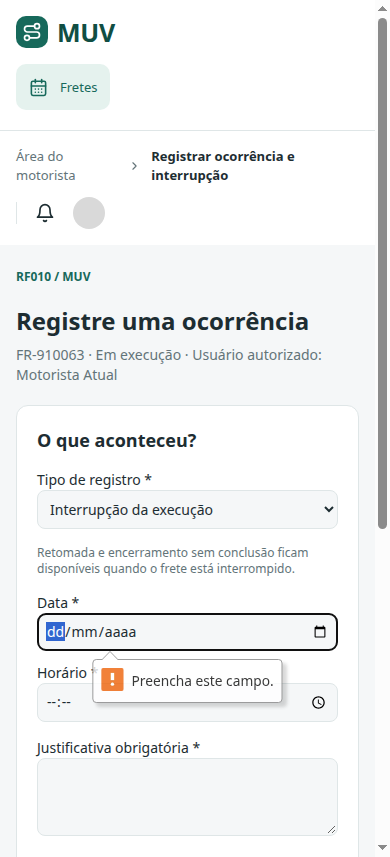 MUV
Fretes
Área do
motorista
Registrar ocorrência e
interrupção
RF010 / MUV
Registre uma ocorrência
FR-910063 · Em execução · Usuário autorizado:
Motorista Atual
O que aconteceu?
Tipo de registro *
Interrupção da execução
Retomada e encerramento sem conclusão ficam
disponíveis quando o frete está interrompido.
Data *
dd/mm/aaaa
Horário *
Preencha este campo.
--:--
Justificativa obrigatória *